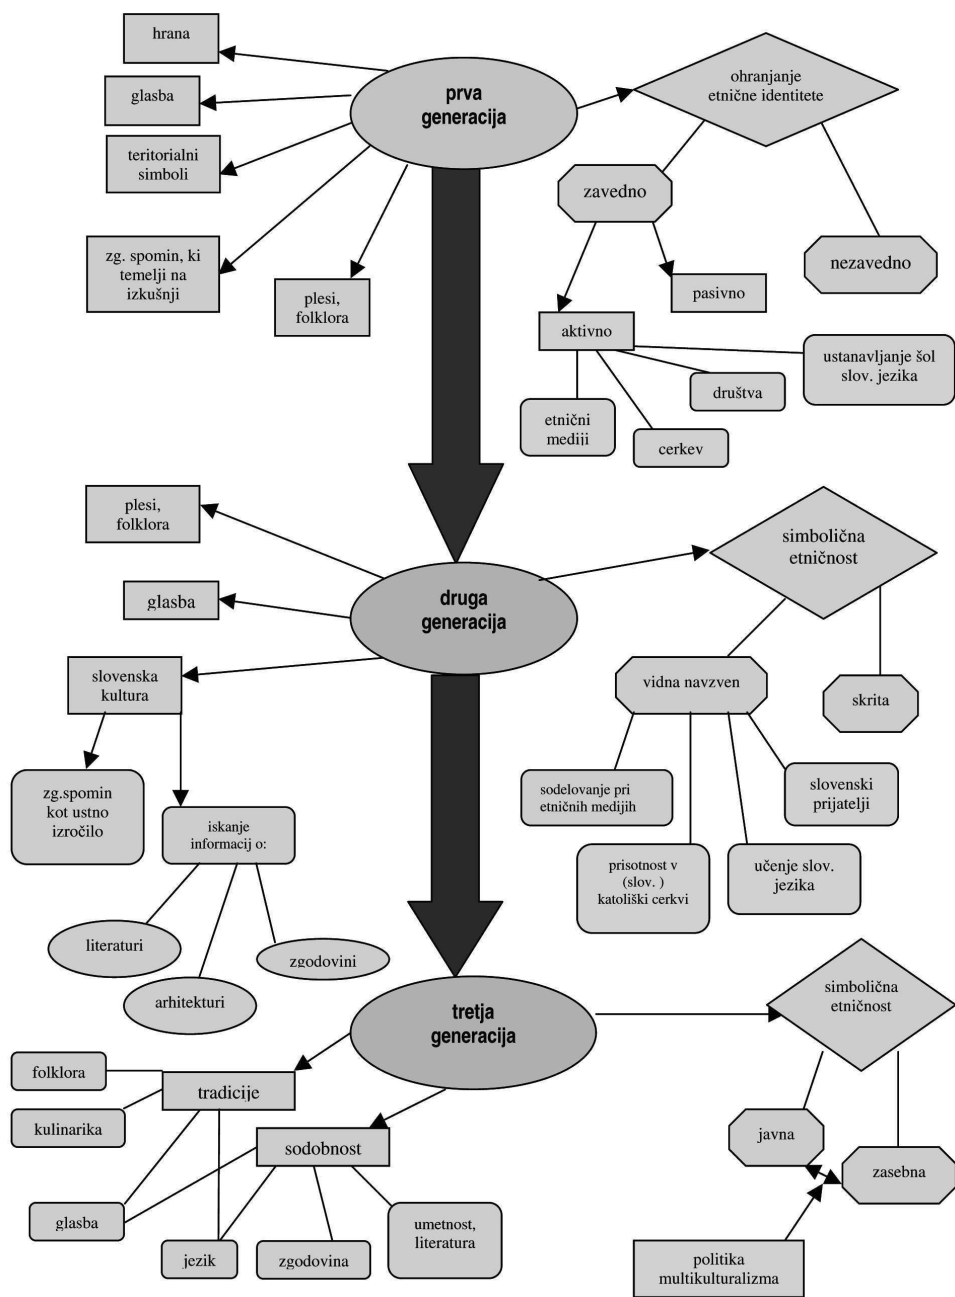 hrana
prva
generacija
ohranjanje
etnične identitete
glasba
teritorialni
simboli
zavedno
zg. spomin, ki
temelji na
izkušnji
nezavedno
plesi,
folklora
pasivno
aktivno
ustanavljanje šol
slov. jezika
društva
etnični
mediji
cerkev
plesi,
folklora
simbolična
etničnost
glasba
druga
generacija
slovenska
kultura
vidna navzven
skrita
zg.spomin
kot ustno
izročilo
sodelovanje pri
etničnih medijih
slovenski
prijatelji
iskanje
informacij o:
prisotnost v
(slov. )
katoliški cerkvi
učenje slov.
jezika
literaturi
zgodovini
arhitekturi
simbolična
etničnost
tretja
generacija
folklora
tradicije
kulinarika
sodobnost
javna
zasebna
glasba
jezik
zgodovina
umetnost,
literatura
politika
multikulturalizma